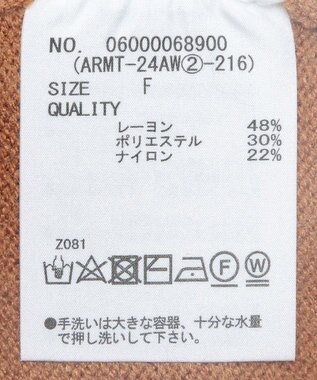 NO. 06000068900
(ARMT-24AW②-216)
SIZE F
QUALITY
レーヨン 48%
ポリエステル 30%
ナイロン 22%
Z081
F W
●手洗いは大きな容器、十分な水量
で押し洗いして下さい。